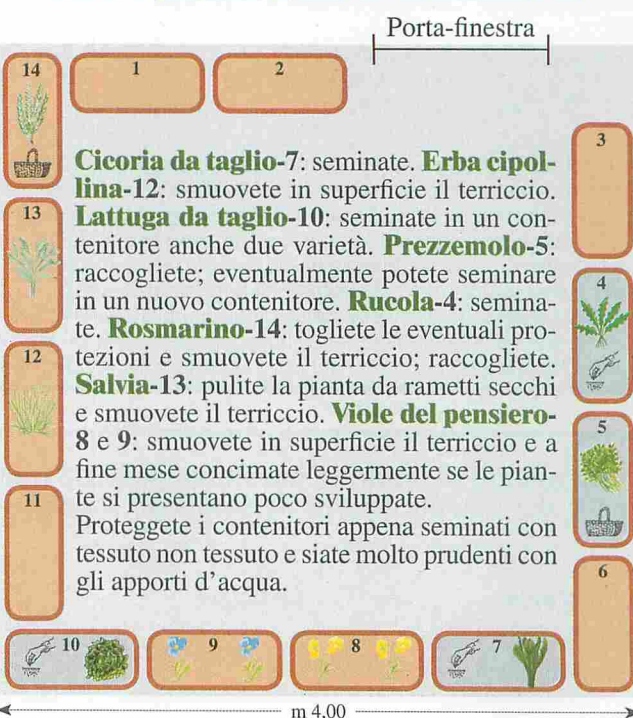 Porta-finestra
14
1
2
3
13
4
12
5
11
6
Cicoria da taglio-7: seminate. Erba cipol-
lina-12: smuovete in superficie il terriccio.
Lattuga da taglio-10: seminate in un con-
tenitore anche due varietà. Prezzemolo-5:
raccogliete; eventualmente potete seminare
in un nuovo contenitore. Rucola-4: semina-
te. Rosmarino-14: togliete le eventuali pro-
tezioni e smuovete il terriccio; raccogliete.
Salvia-13: pulite la pianta da rametti secchi
e smuovete il terriccio. Viole del pensiero-
8 e 9: smuovete in superficie il terriccio e a
fine mese concimate leggermente se le pian-
te si presentano poco sviluppate.
Proteggete i contenitori appena seminati con
tessuto non tessuto e siate molto prudenti con
gli apporti d'acqua.
10
9
8
7
m 4,00